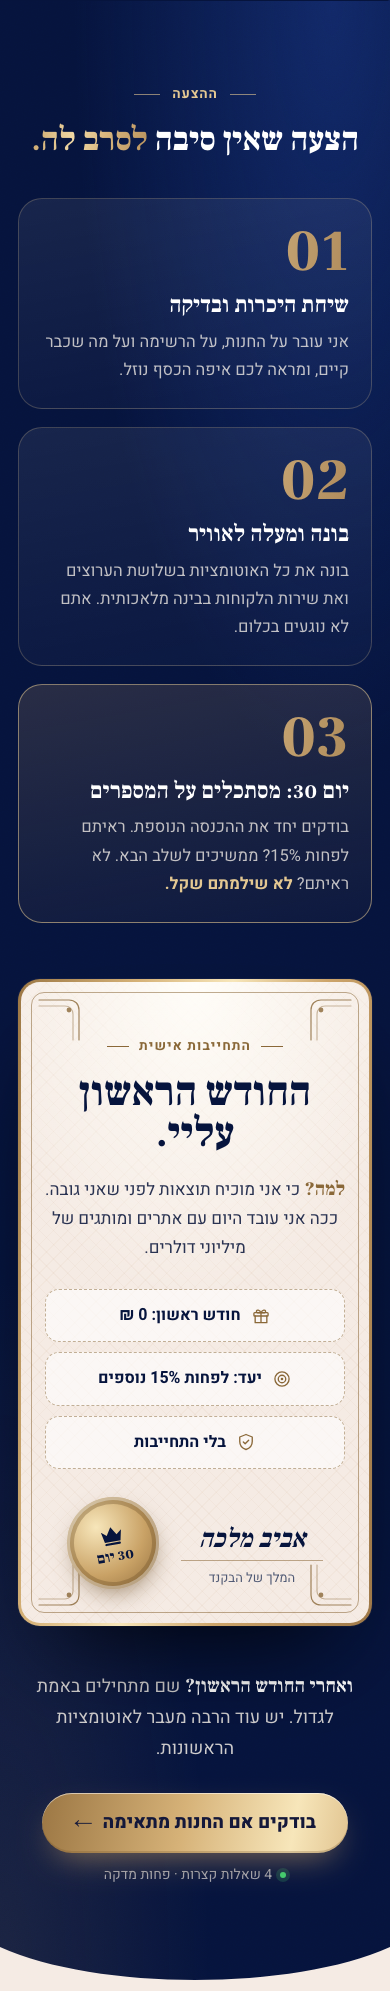 ההצעה
הצעה שאין סיבה לסרב לה.
01
שיחת היכרות ובדיקה
אני עובר על החנות, על הרשימה ועל מה שכבר
קיים, ומראה לכם איפה הכסף נוזל.
02
בונה ומעלה לאוויר
בונה את כל האוטומציות בשלושת הערוצים
ואת שירות הלקוחות בבינה מלאכותית. אתם
לא נוגעים בכלום.
03
יום 30: מסתכלים על המספרים
בודקים יחד את ההכנסה הנוספת. ראיתם
לפחות 15%? ממשיכים לשלב הבא. לא
ראיתם? לא שילמתם שקל.
התחייבות אישית
החודש הראשון
עליי.
למה? כי אני מוכיח תוצאות לפני שאני גובה.
ככה אני עובד היום עם אתרים ומותגים של
מיליוני דולרים.
חודש ראשון: 0 ₪
יעד: לפחות 15% נוספים
בלי התחייבות
אביב מלכה
המלך של הבקנד
30 יום
ואחרי החודש הראשון? שם מתחילים באמת
לגדול. יש עוד הרבה מעבר לאוטומציות
הראשונות.
בודקים אם החנות מתאימה ←
4 שאלות קצרות · פחות מדקה